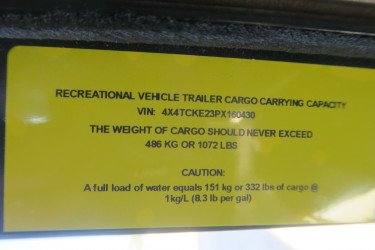 RECREATIONAL VEHICLE TRAILER CARGO CARRYING CAPACITY
VIN: 4X4TCKE23PX160430
THE WEIGHT OF CARGO SHOULD NEVER EXCEED
486 KG OR 1072 LBS
CAUTION:
A full load of water equals 151 kg or 332 lbs of cargo @
1kg/L (8.3 lb per gal)